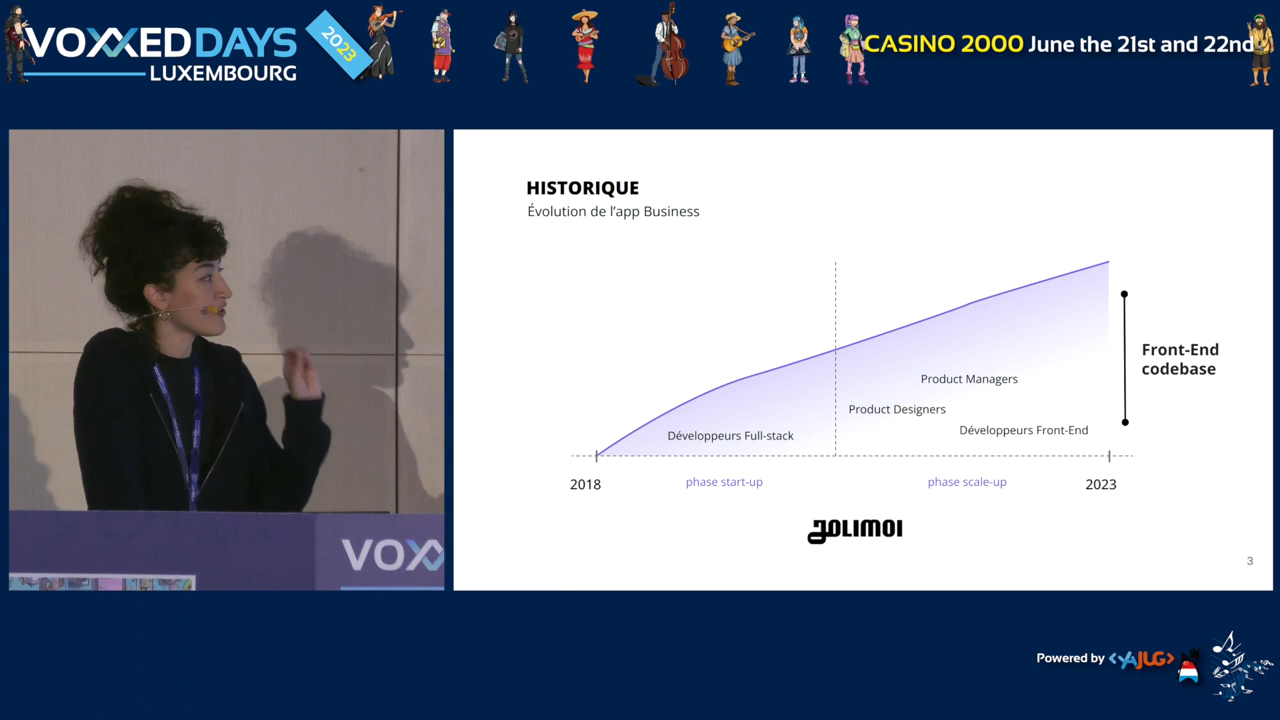 VOXXEDDAYS
LUXEMBOURG
2023
CASINO 2000 June the 21st and 22nd
HISTORIQUE
Évolution de l'app Business
Front-End
codebase
Product Managers
Product Designers
Développeurs Front-End
Développeurs Full-stack
2018
phase start-up
phase scale-up
2023
JOLIMOI
3
VOX
Powered by <YAJUG>